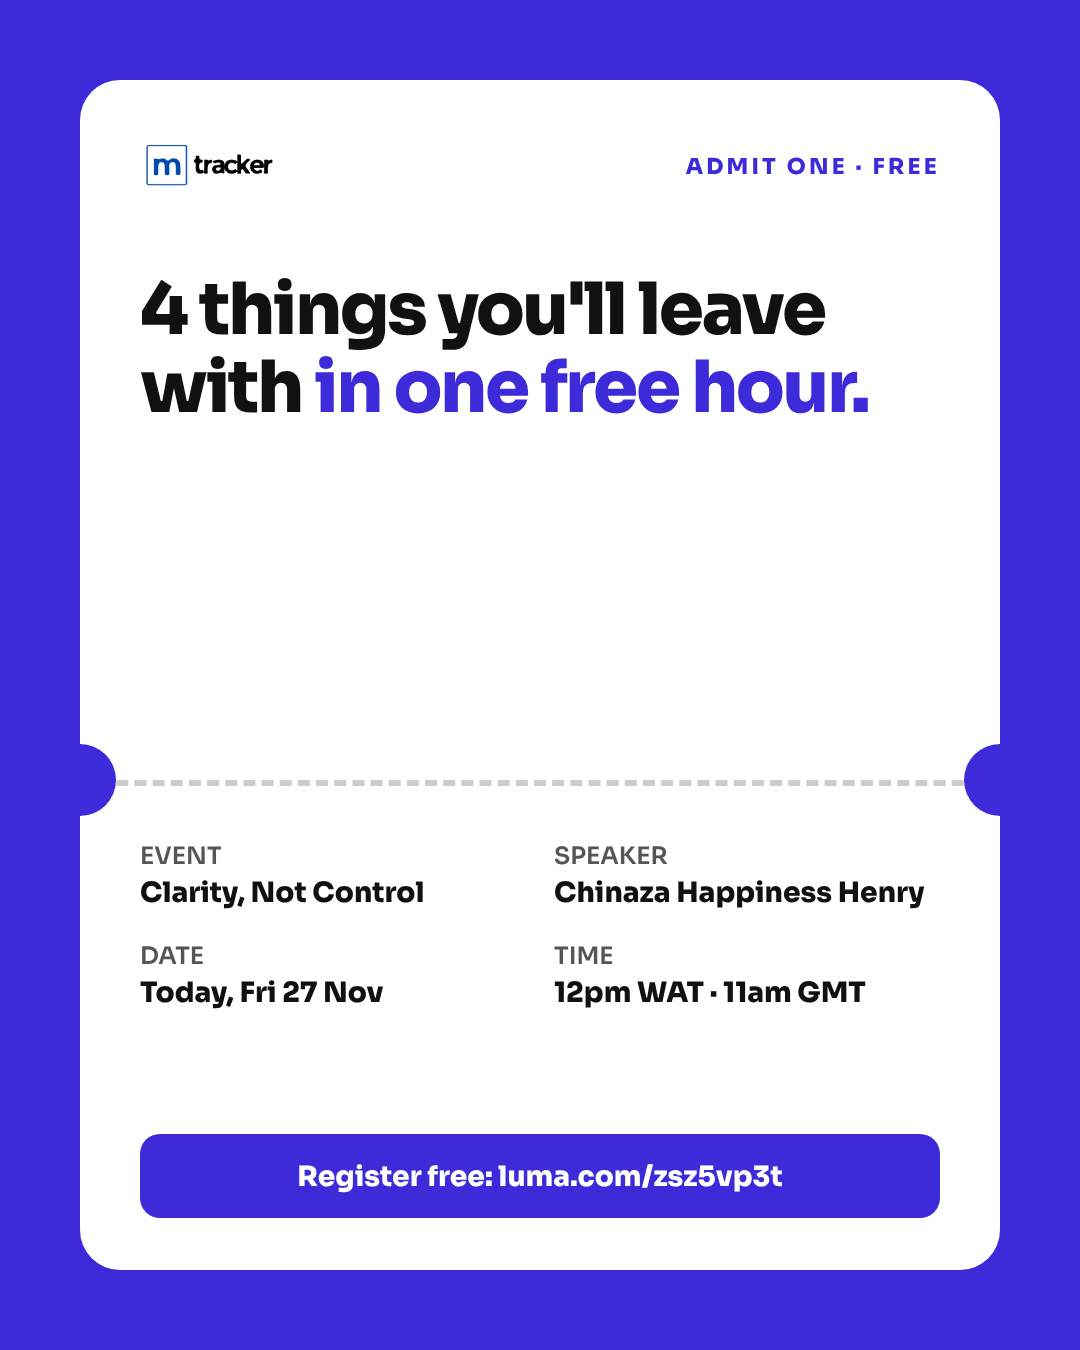 m tracker
ADMIT ONE · FREE
4 things you'll leave
with in one free hour.
EVENT
Clarity, Not Control
SPEAKER
Chinaza Happiness Henry
DATE
Today, Fri 27 Nov
TIME
12pm WAT · 11am GMT
Register free: luma.com/zsz5vp3t